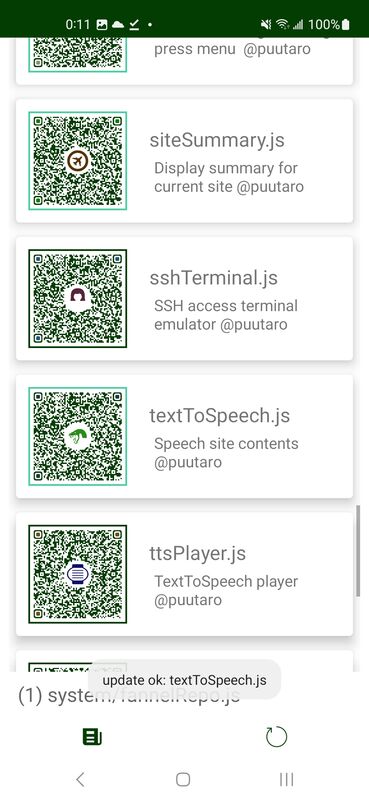 0:11
100%
press menu @puutaro
siteSummary.js
Display summary for
current site @puutaro
sshTerminal.js
SSH access terminal
emulator @puutaro
textToSpeech.js
Speech site contents
@puutaro
ttsPlayer.js
TextToSpeech player
@puutaro
update ok: textToSpeech.js
(1) system/fannelRepo.js